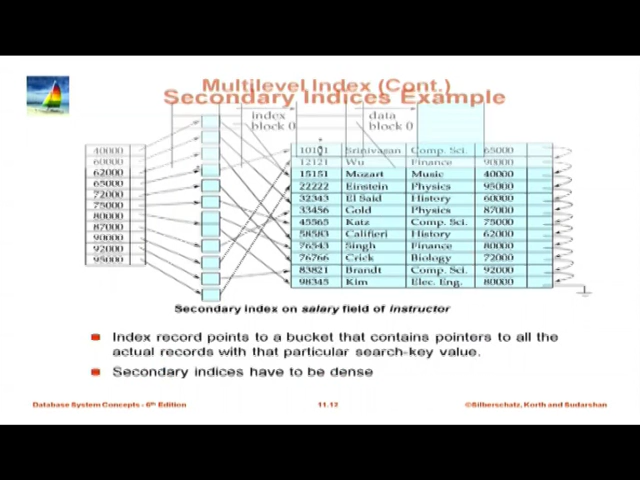 Multilevel Index (Cont.)
Secondary Indices Example
index data
block 0 block 0
40000
60000
62000
65000
72000
75000
80000
87000
90000
92000
95000
10101 Srinivasan Comp. Sci. 65000
12121 Wu Finance 90000
15151 Mozart Music 40000
22222 Einstein Physics 95000
32343 El Said History 60000
33456 Gold Physics 87000
45565 Katz Comp. Sci. 75000
58583 Califieri History 62000
76543 Singh Finance 80000
76766 Crick Biology 72000
83821 Brandt Comp. Sci. 92000
98345 Kim Elec. Eng. 80000
Secondary index on salary field of instructor
Index record points to a bucket that contains pointers to all the
actual records with that particular search-key value.
Secondary indices have to be dense
Database System Concepts - 6th Edition 11.12 ©Silberschatz, Korth and Sudarshan